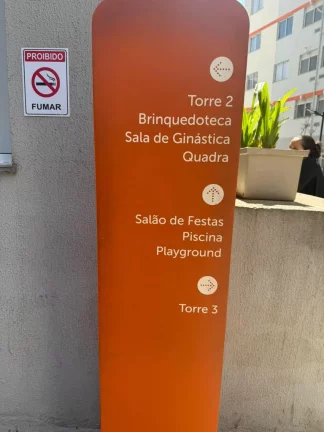 PROIBIDO
FUMAR
Torre 2
Brinquedoteca
Sala de Ginástica
Quadra
Salão de Festas
Piscina
Playground
Torre 3